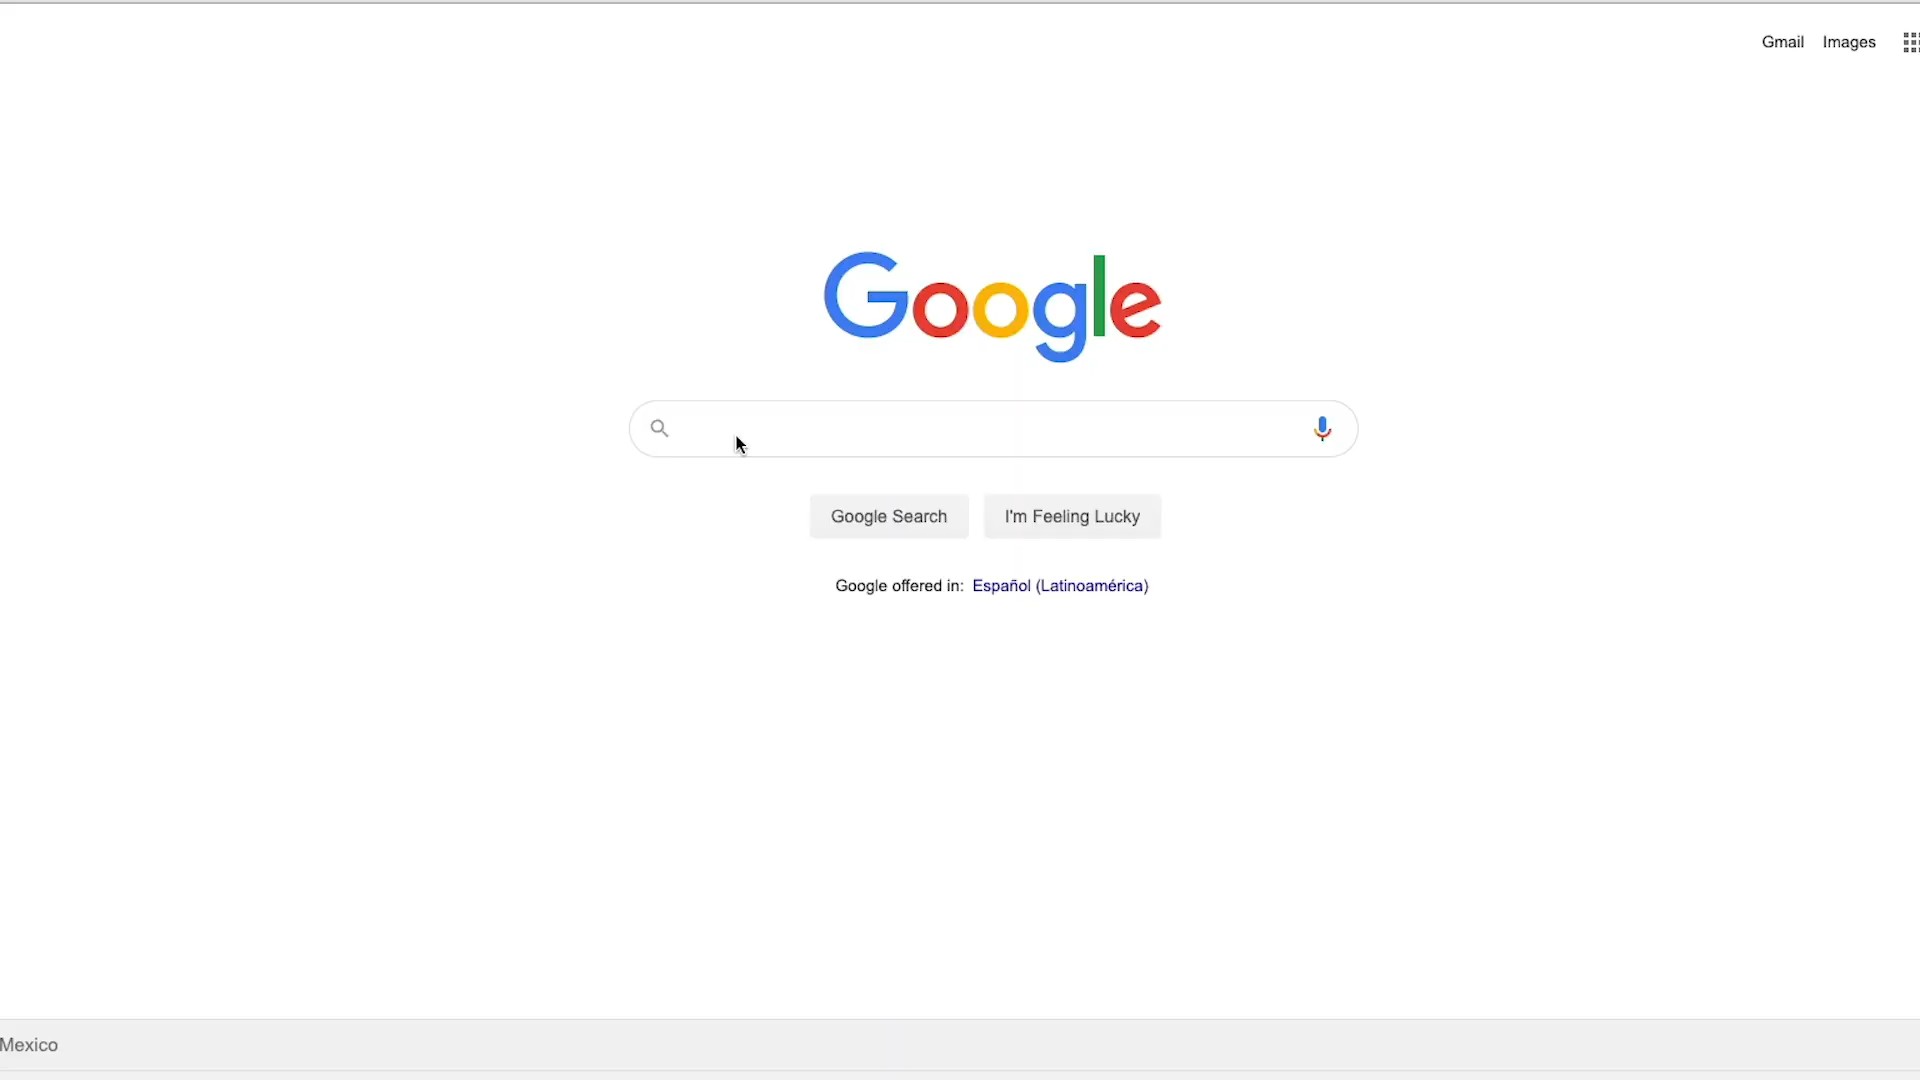 Gmail Images
Google
Google Search I'm Feeling Lucky
Google offered in: Español (Latinoamérica)
Mexico